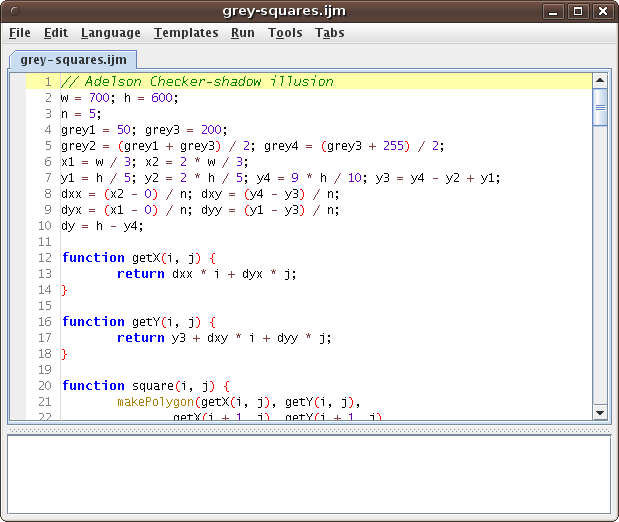 grey-squares.ijm
File Edit Language Templates Run Tools Tabs
grey-squares.ijm
1 // Adelson Checker-shadow illusion
2 w = 700; h = 600;
3 n = 5;
4 grey1 = 50; grey3 = 200;
5 grey2 = (grey1 + grey3) / 2; grey4 = (grey3 + 255) / 2;
6 x1 = w / 3; x2 = 2 * w / 3;
7 y1 = h / 5; y2 = 2 * h / 5; y4 = 9 * h / 10; y3 = y4 - y2 + y1;
8 dxx = (x2 - 0) / n; dxy = (y4 - y3) / n;
9 dyx = (x1 - 0) / n; dyy = (y1 - y3) / n;
10 dy = h - y4;
11
12 function getX(i, j) {
13 return dxx * i + dyx * j;
14 }
15
16 function getY(i, j) {
17 return y3 + dxy * i + dyy * j;
18 }
19
20 function square(i, j) {
21 makePolygon(getX(i, j), getY(i, j),
22 getX(i + 1, j), getY(i + 1, j)